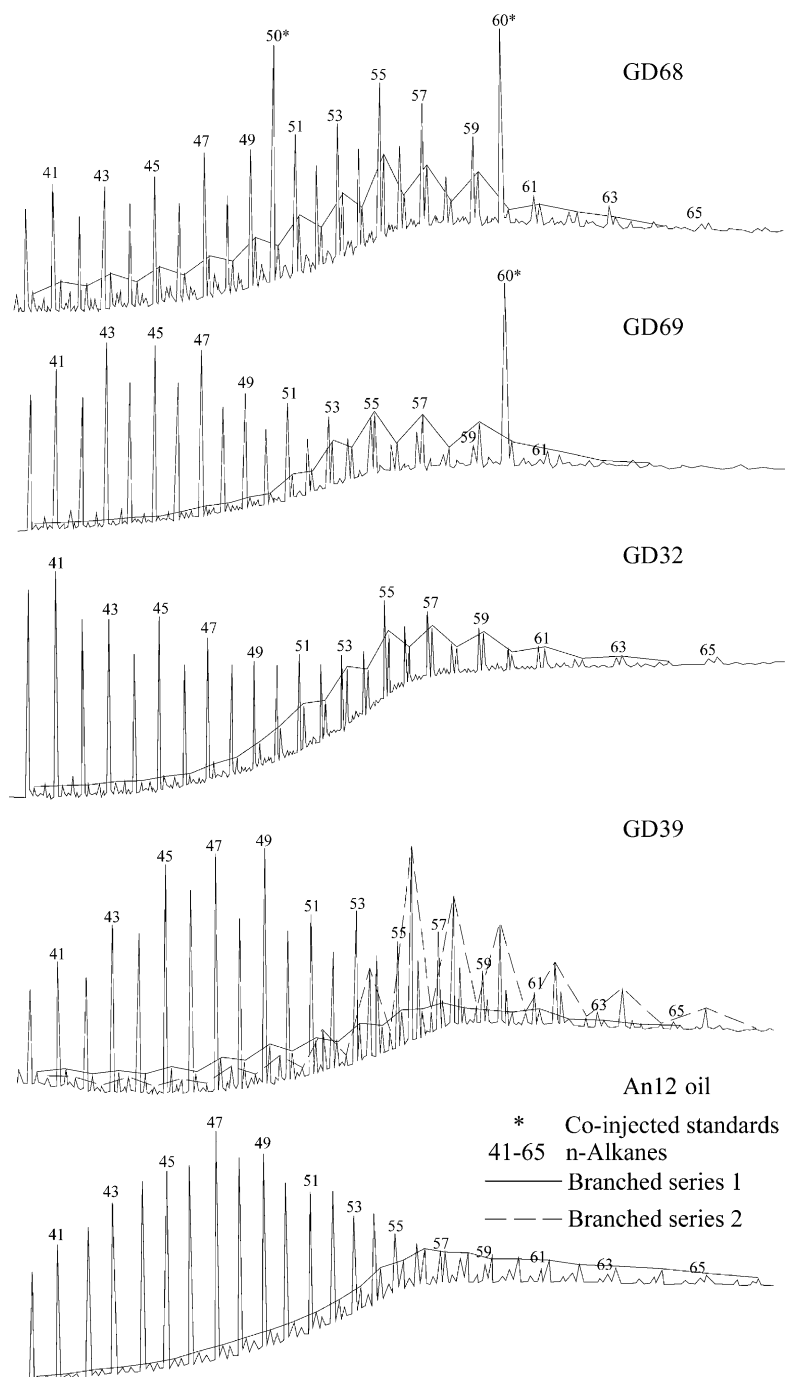 50* 60*
GD68
55
57
53
51 59
47 49
45
41 43
61 63 65
60*
GD69
43 45 47
41
49 51
53 55 57
59 61
GD32
41
43 45
47
49 51 53 55 57 59 61 63 65
GD39
45 47 49
43
41
51 53
55 57
59 61 63 65
An12 oil
* Co-injected standards
41-65 n-Alkanes
Branched series 1
Branched series 2
47
49
45
43
41
51 53 55 57 59 61 63 65